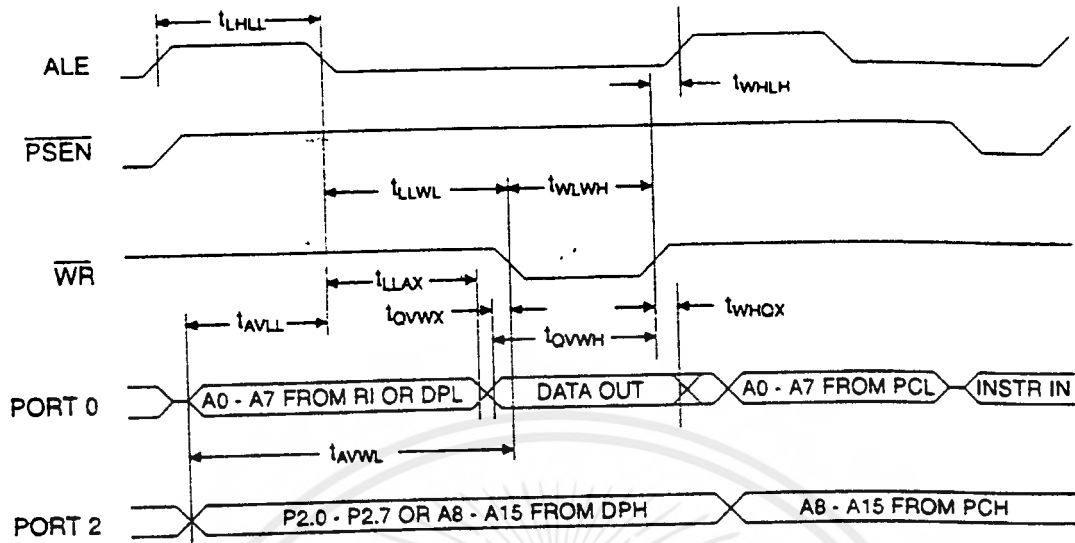 tLHLL
ALE
tWHLH
PSEN
tLLWL
tWLWH
WR
tLLAX
tQVWX
tWHQX
tAVLL
tQVWH
PORT 0
A0 - A7 FROM RI OR DPL
DATA OUT
A0 - A7 FROM PCL
INSTR IN
tAVWL
PORT 2
P2.0 - P2.7 OR A8 - A15 FROM DPH
A8 - A15 FROM PCH